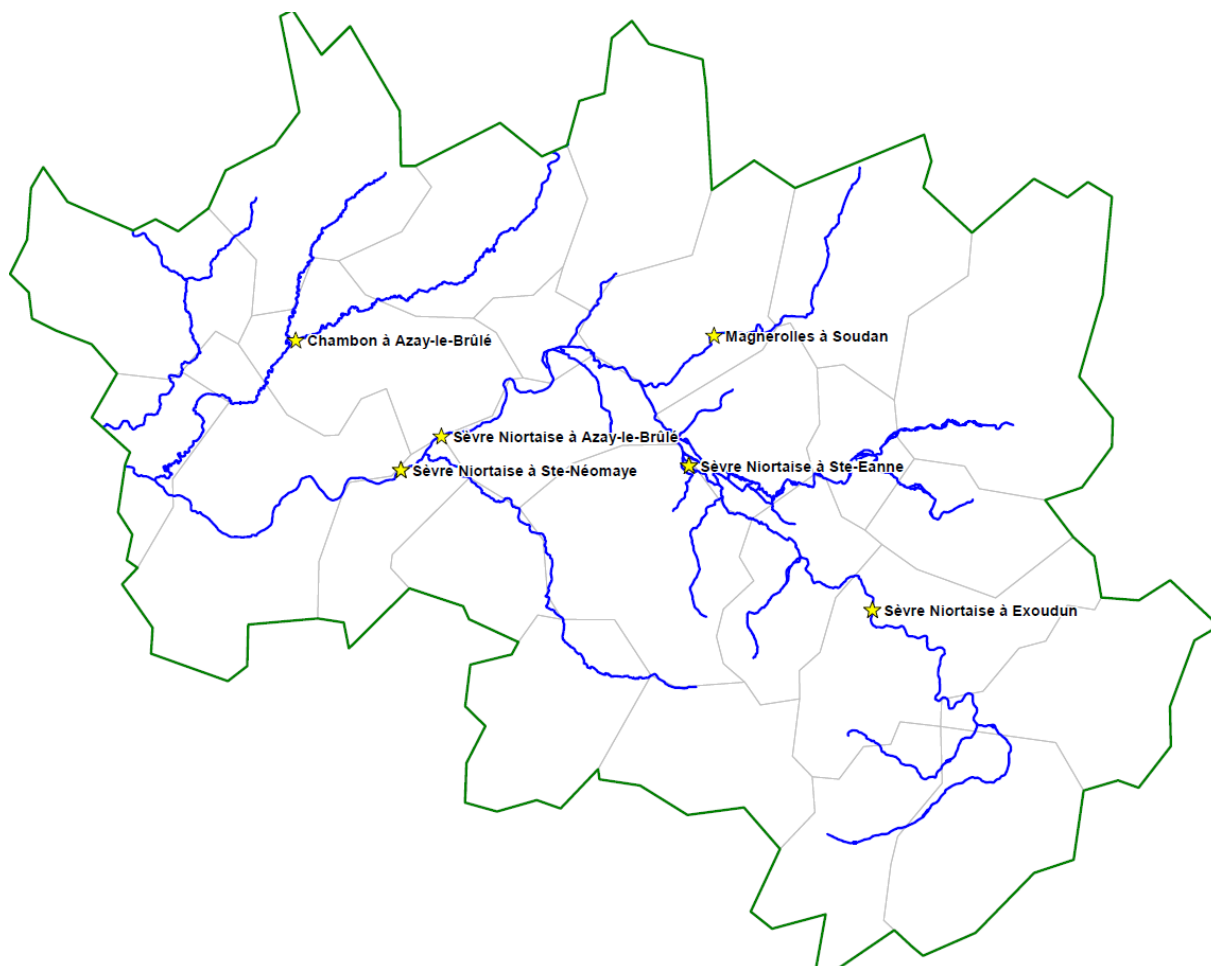 Magnerolles à Soudan
Chambon à Azay-le-Brûlé
Sèvre Niortaise à Azay-le-Brûlé
Sèvre Niortaise à Ste-Eanne
Sèvre Niortaise à Ste-Néomaye
Sèvre Niortaise à Exoudun